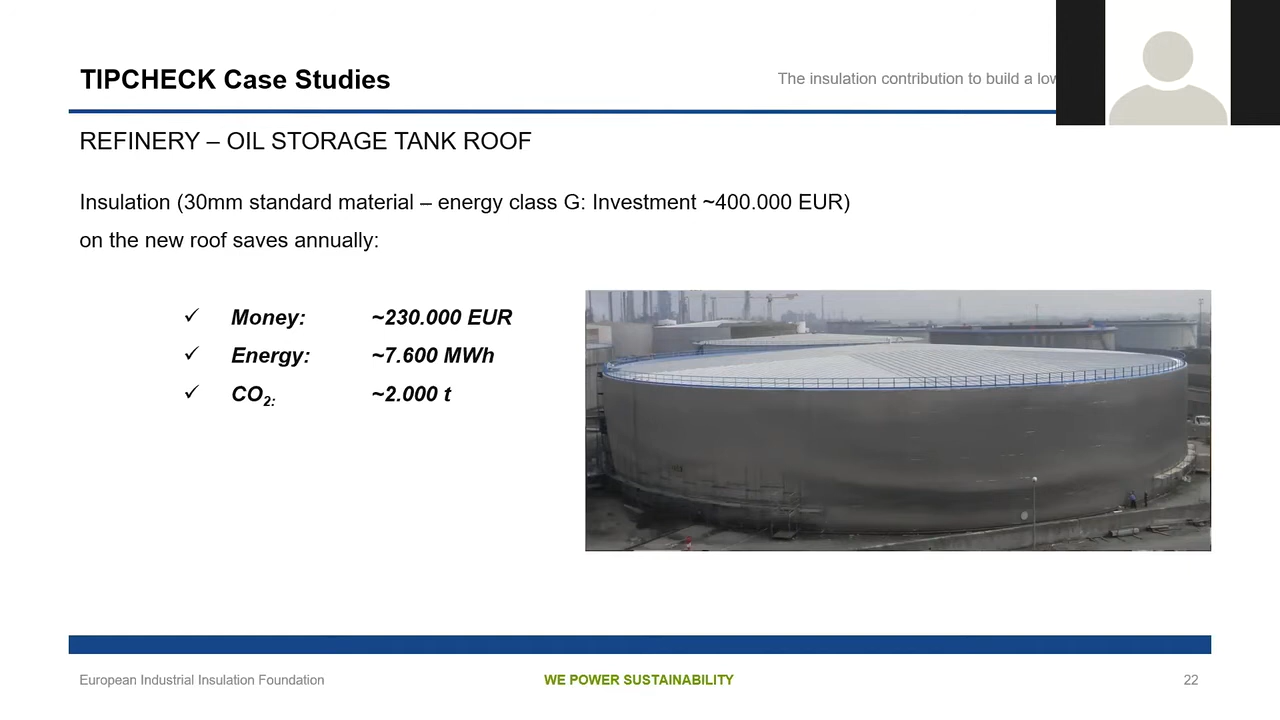 TIPCHECK Case Studies
The insulation contribution to build a
REFINERY – OIL STORAGE TANK ROOF
Insulation (30mm standard material – energy class G: Investment ~400.000 EUR)
on the new roof saves annually:
✓ Money: ~230.000 EUR
✓ Energy: ~7.600 MWh
✓ CO2: ~2.000 t
European Industrial Insulation Foundation
WE POWER SUSTAINABILITY
22